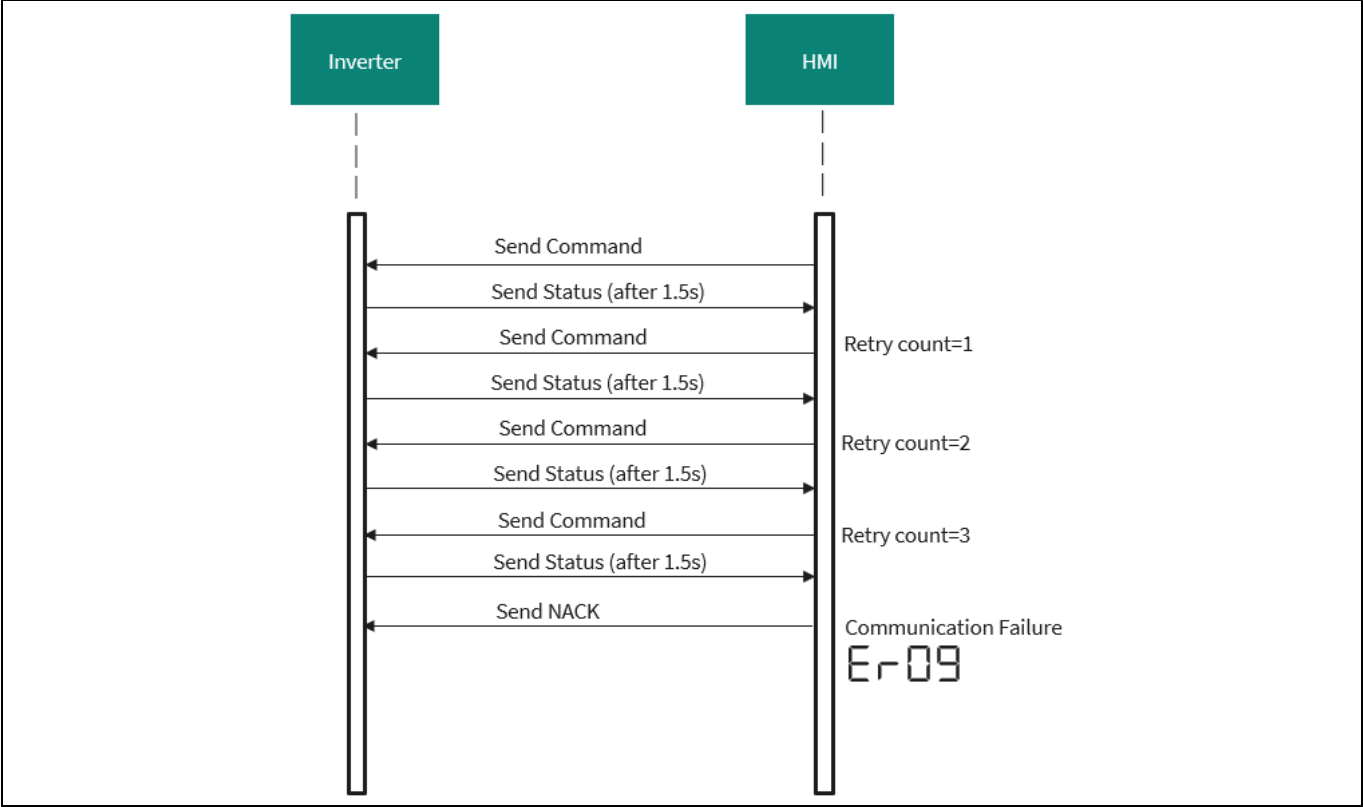 Inverter
HMI
Send Command
Send Status (after 1.5s)
Send Command
Retry count=1
Send Status (after 1.5s)
Send Command
Retry count=2
Send Status (after 1.5s)
Send Command
Retry count=3
Send Status (after 1.5s)
Send NACK
Communication Failure
Er09